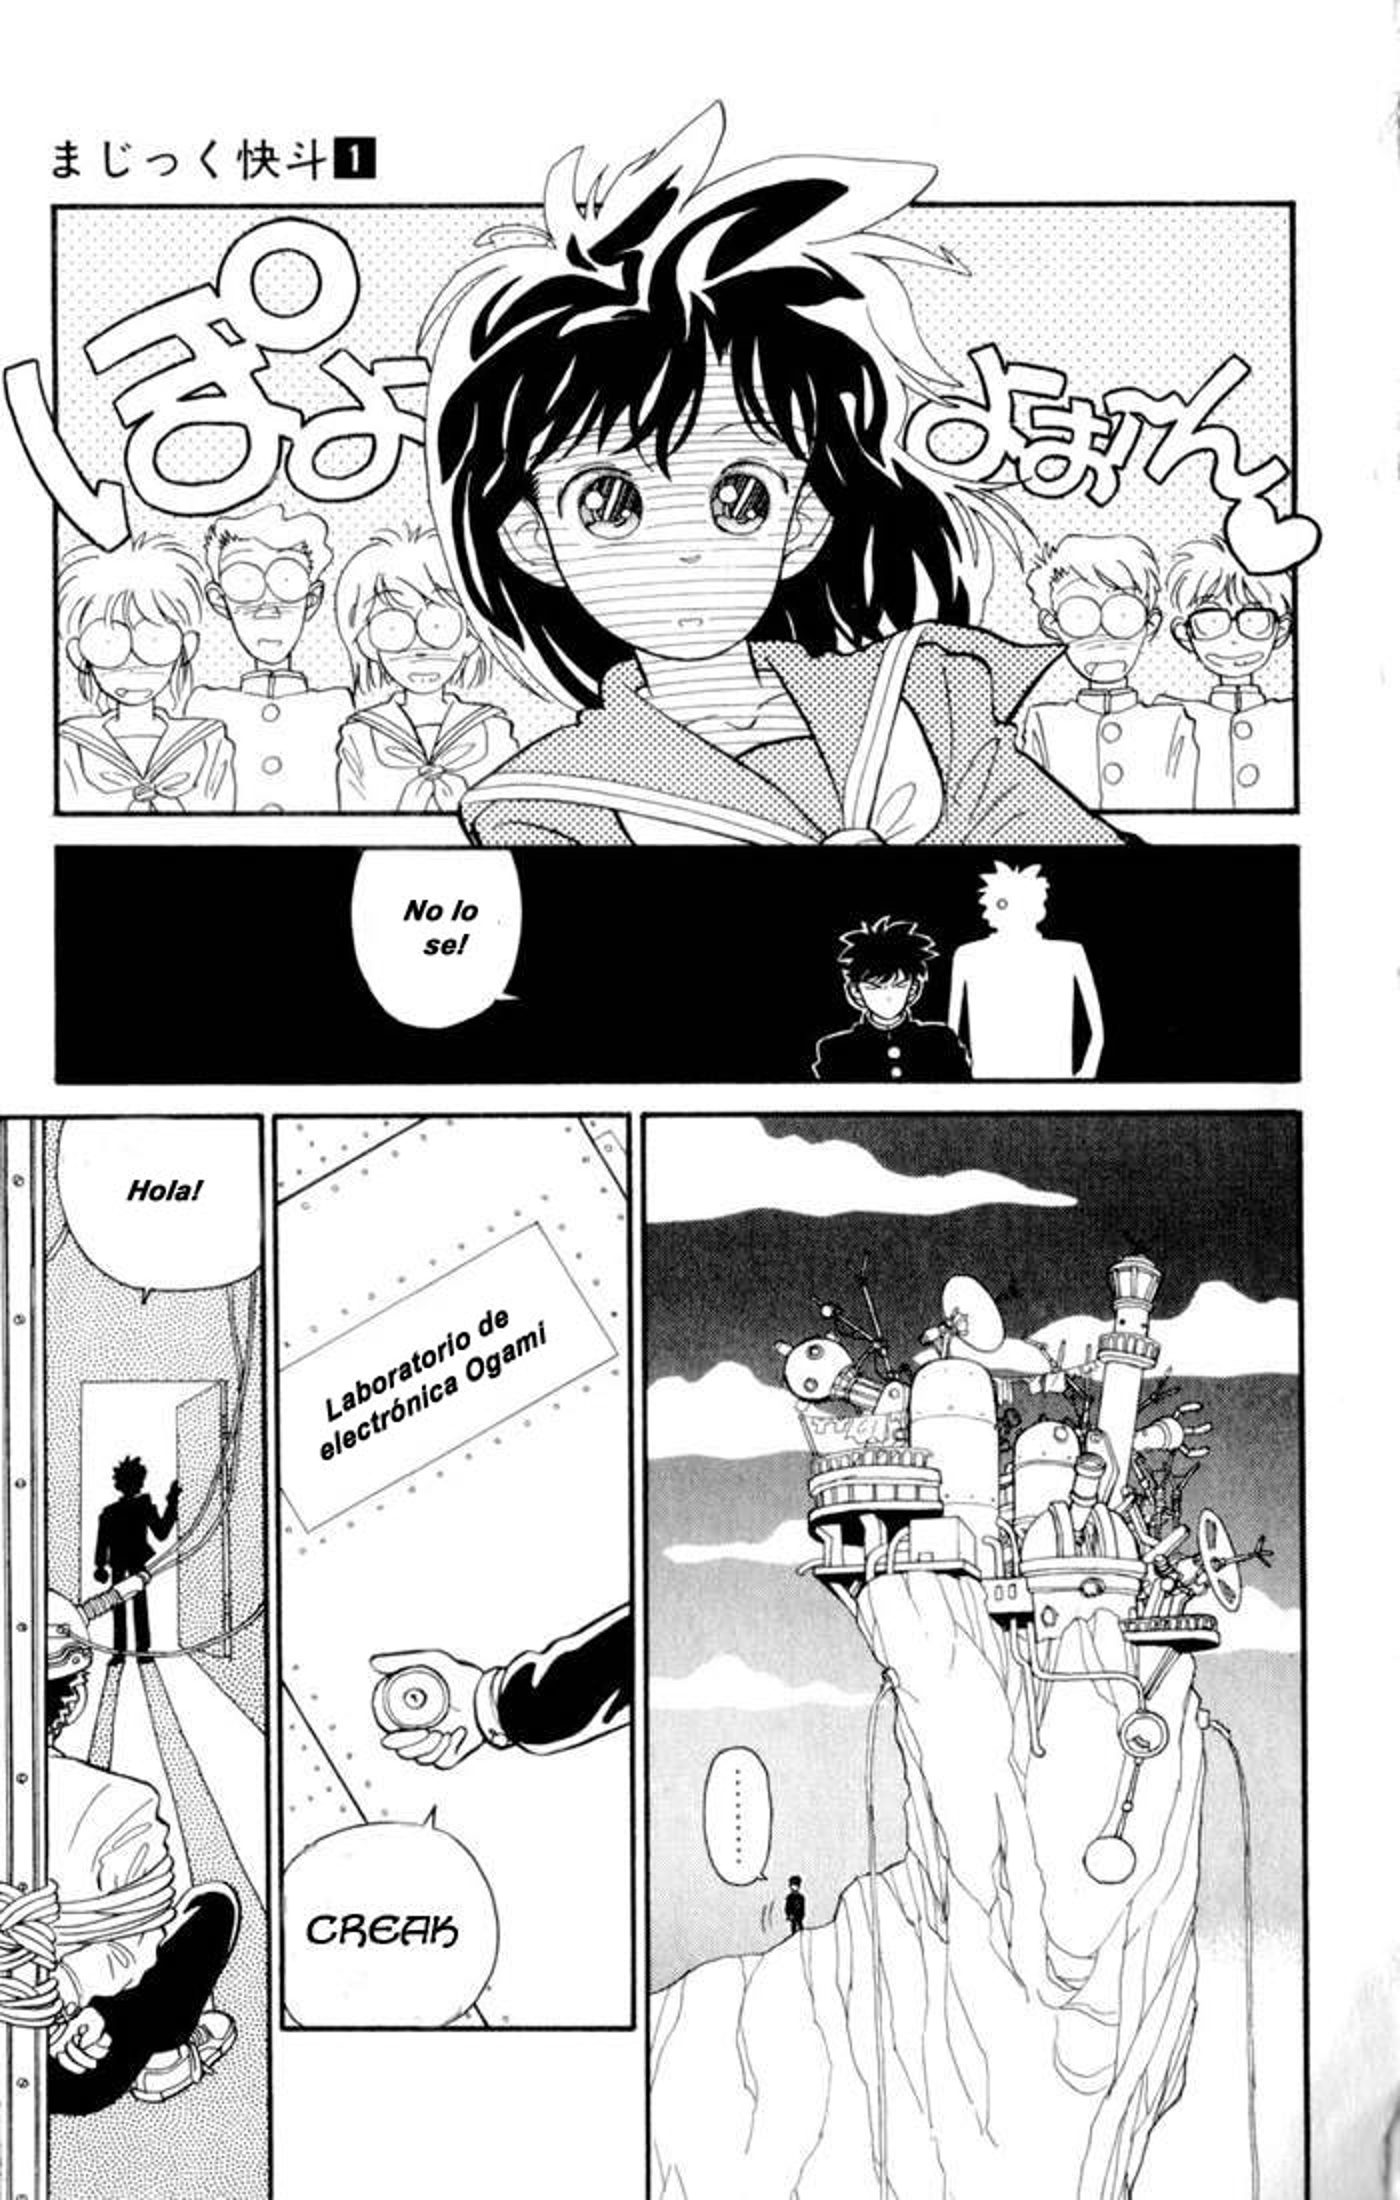 まじっく快斗1
ぽよよぉ〜ん♡
No lo
se!
.........
Laboratorio de
electrónica Ogami
CREAK
Hola!